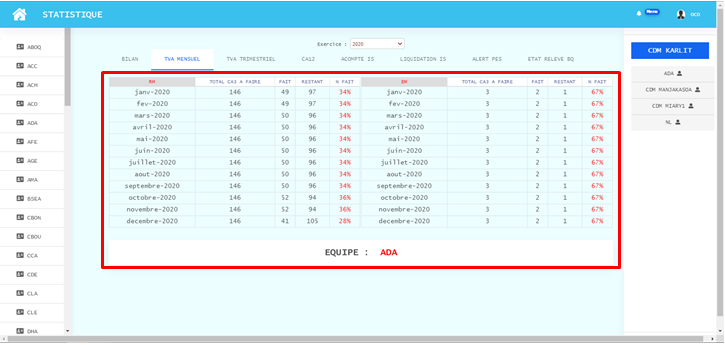 STATISTIQUE
Menu
OCD
Exercice : 2020
BILAN TVA MENSUEL TVA TRIMESTRIEL CA12 ACOMPTE IS LIQUIDATION IS ALERT PES ETAT RELEVE BQ
TOTAL CA3 A FAIRE FAIT RESTANT % FAIT EM TOTAL CA3 A FAIRE FAIT RESTANT % FAIT
janv-2020 146 49 97 34% janv-2020 3 2 1 67%
fev-2020 146 49 97 34% fev-2020 3 2 1 67%
mars-2020 146 50 96 34% mars-2020 3 2 1 67%
avril-2020 146 50 96 34% avril-2020 3 2 1 67%
mai-2020 146 50 96 34% mai-2020 3 2 1 67%
juin-2020 146 50 96 34% juin-2020 3 2 1 67%
juillet-2020 146 50 96 34% juillet-2020 3 2 1 67%
aout-2020 146 50 96 34% aout-2020 3 2 1 67%
septembre-2020 146 50 96 34% septembre-2020 3 2 1 67%
octobre-2020 146 52 94 36% octobre-2020 3 2 1 67%
novembre-2020 146 52 94 36% novembre-2020 3 2 1 67%
decembre-2020 146 41 105 28% decembre-2020 3 2 1 67%
EQUIPE : ADA
ABOQ
ACC
ACH
ACO
ADA
AFE
AGE
AMA
BSEA
CBON
CBOU
CCA
CDE
CLA
CLE
DHA
CDM KARLIT
ADA
CDM MANJAKASOA
CDM MIARY1
NL